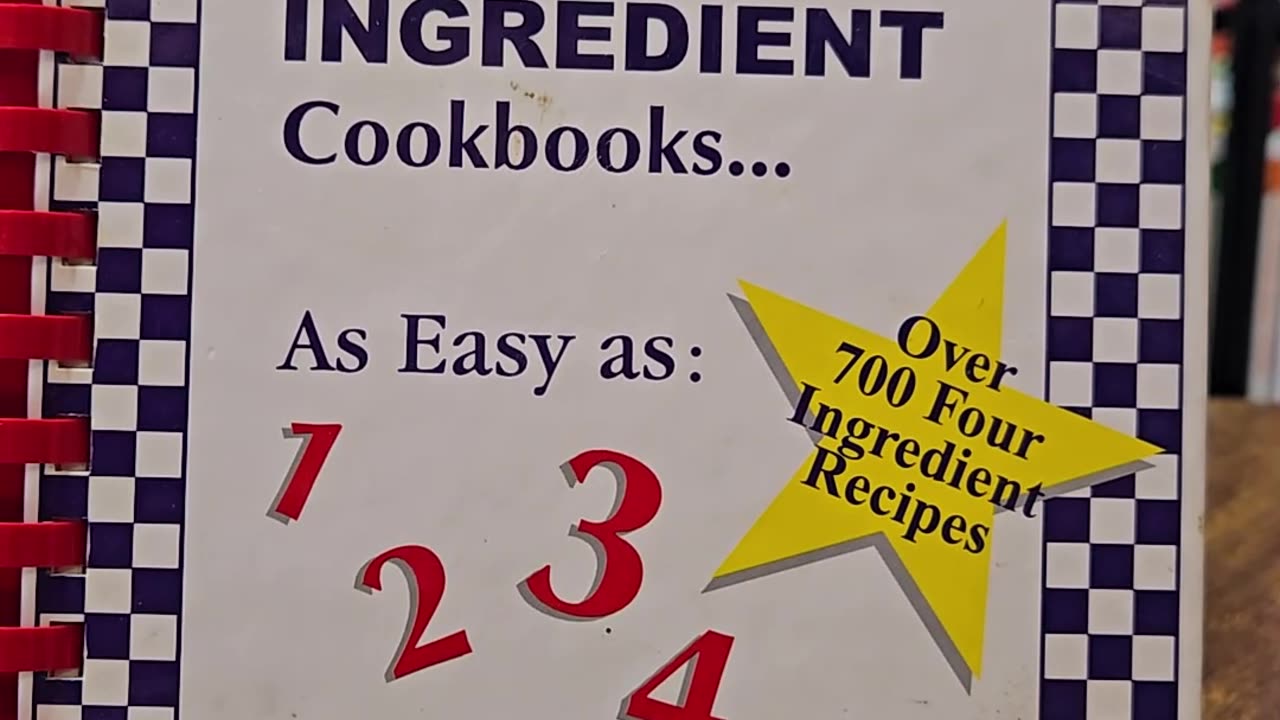 INGREDIENT
Cookbooks...
As Easy as:
1
2
3
4
Over
700 Four
Ingredient
Recipes